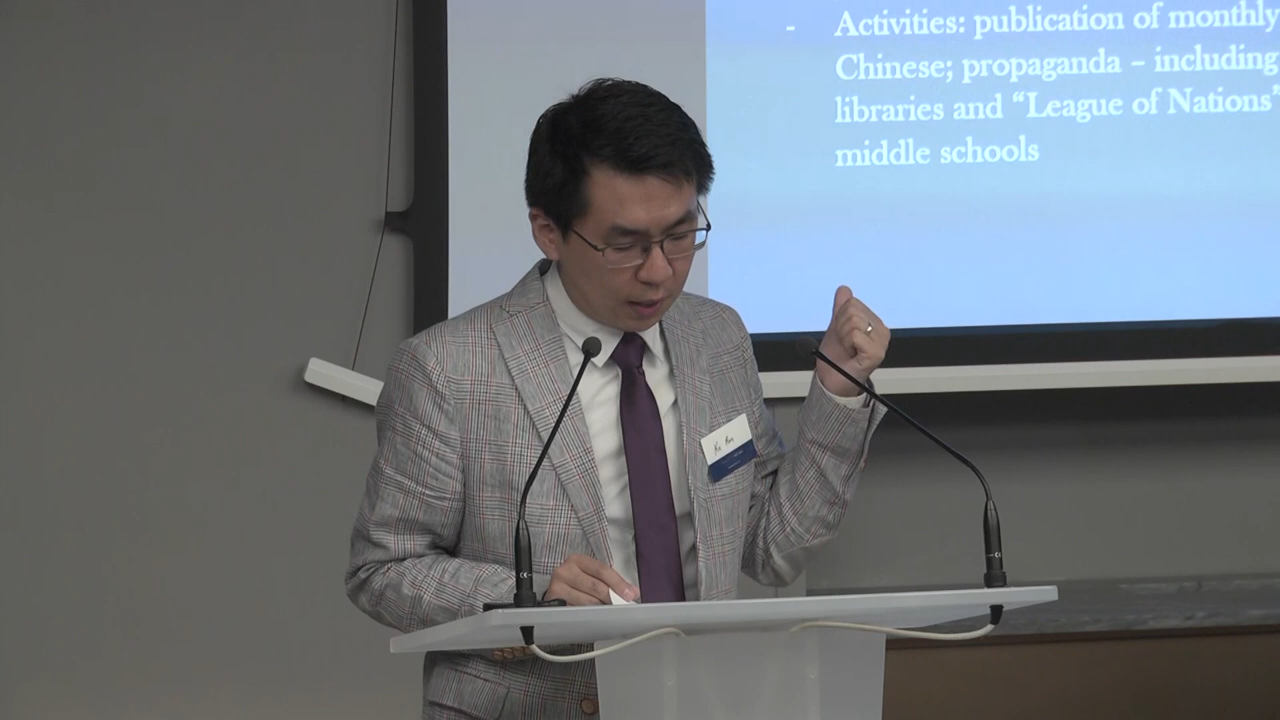 - Activities: publication of monthly
Chinese; propaganda – including
libraries and “League of Nations”
middle schools